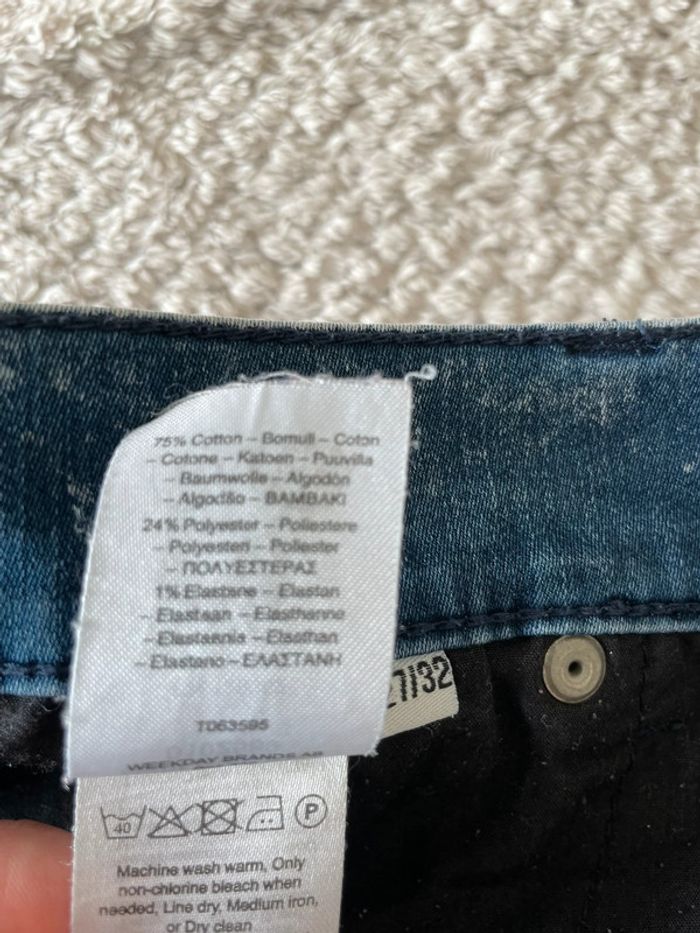 75% Cotton – Bomull – Coton
– Cotone – Katoen – Puuvilla
– Baumwolle – Algodón
– Algodão – BAMBAKI
24% Polyester – Poliestere
– Polyesteri – Poliester
– ΠΟΛΥΕΣΤΕΡΑΣ
1% Elastane – Elastan
– Elastaan – Elasthanne
– Elastannia – Elasthan
– Elastano – ΕΛΑΣΤΑΝΗ
T063595
WEEKDAY BRANDS AB
27/32
40 P
Machine wash warm, Only
non-chlorine bleach when
needed, Line dry, Medium iron,
or Dry clean